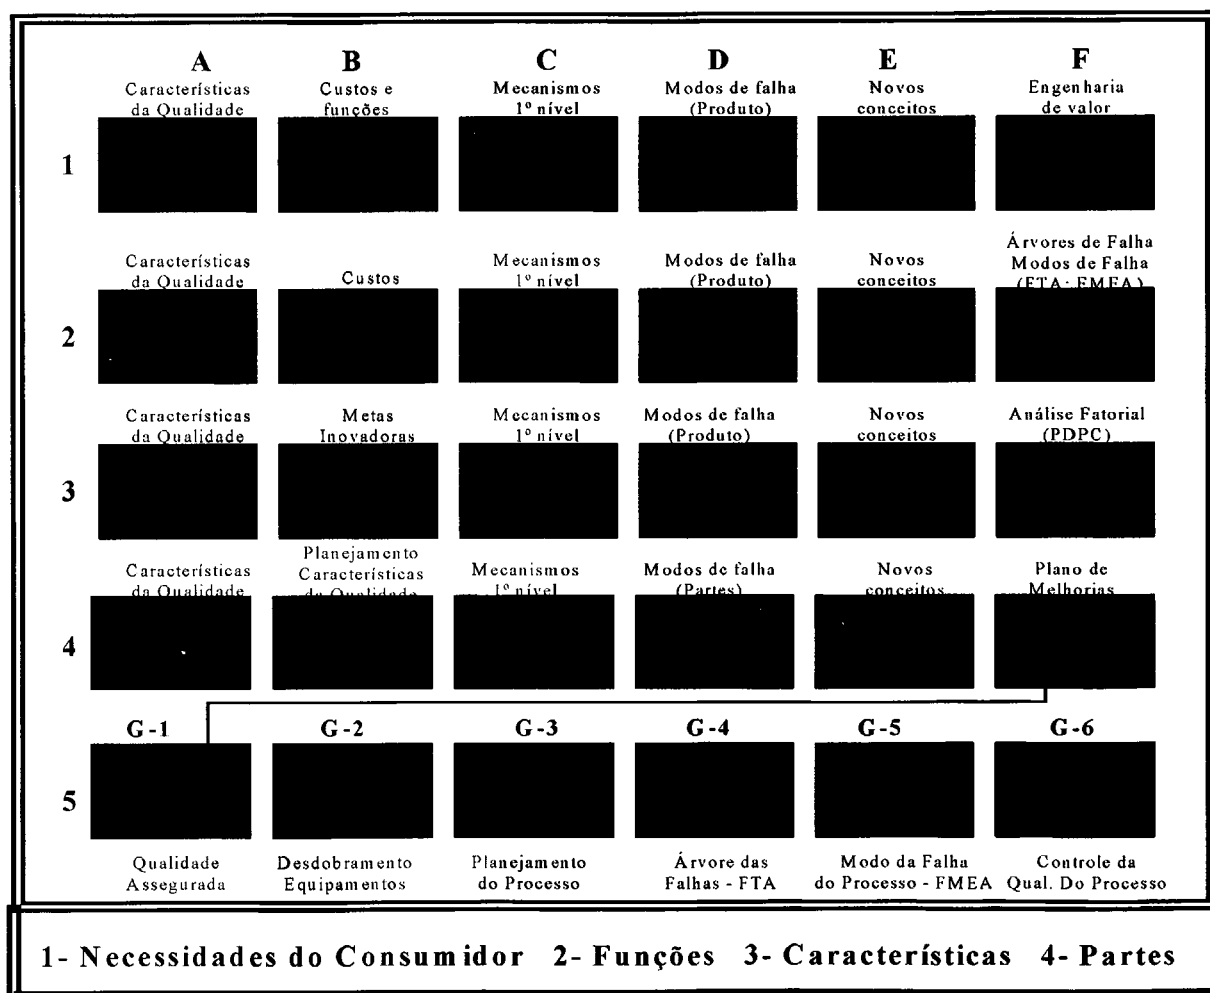 A B C D E F
Características Custos e Mecanismos Modos de falha Novos Engenharia
da Qualidade funções 1º nível (Produto) conceitos de valor
1
Árvores de Falha
Características Mecanismos Modos de falha Novos Modos de Falha
da Qualidade Custos 1º nível (Produto) conceitos (FTA; FMEA)
2
Características Metas Mecanismos Modos de falha Novos Análise Fatorial
da Qualidade Inovadoras 1º nível (Produto) conceitos (PDPC)
3
Planejamento
Características Características Mecanismos Modos de falha Novos Plano de
da Qualidade da Qualidade 1º nível (Partes) conceitos Melhorias
4
G-1 G-2 G-3 G-4 G-5 G-6
5
Qualidade Desdobramento Planejamento Árvore das Modo da Falha Controle da
Assegurada Equipamentos do Processo Falhas - FTA do Processo - FMEA Qual. Do Processo
1- Necessidades do Consumidor 2- Funções 3- Características 4- Partes